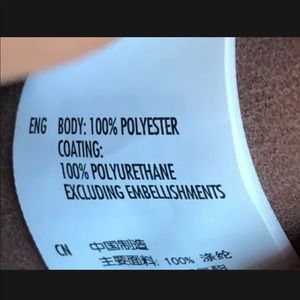 ENG BODY: 100% POLYESTER
COATING:
100% POLYURETHANE
EXCLUDING EMBELLISHMENTS
CN 中国制造
主要面料: 100% 涤纶